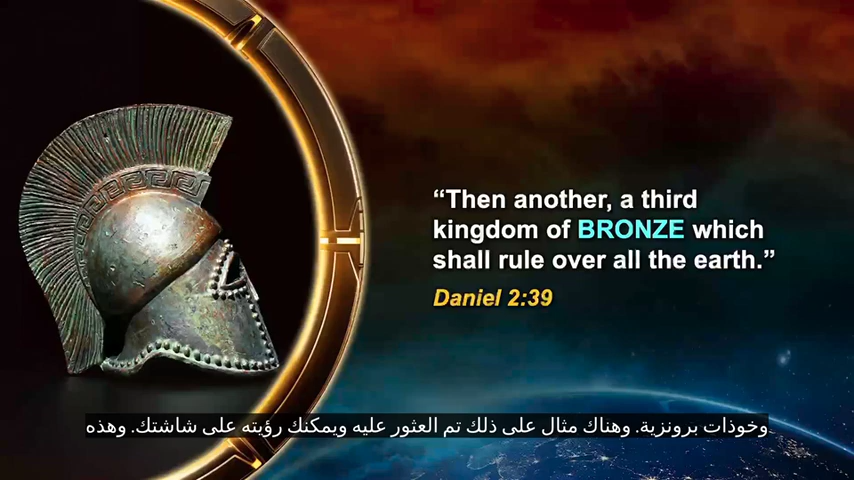 “Then another, a third
kingdom of BRONZE which
shall rule over all the earth.”
Daniel 2:39
وخوذات برونزية. وهناك مثال على ذلك تم العثور عليه ويمكنك رؤيته على شاشتك. وهذه